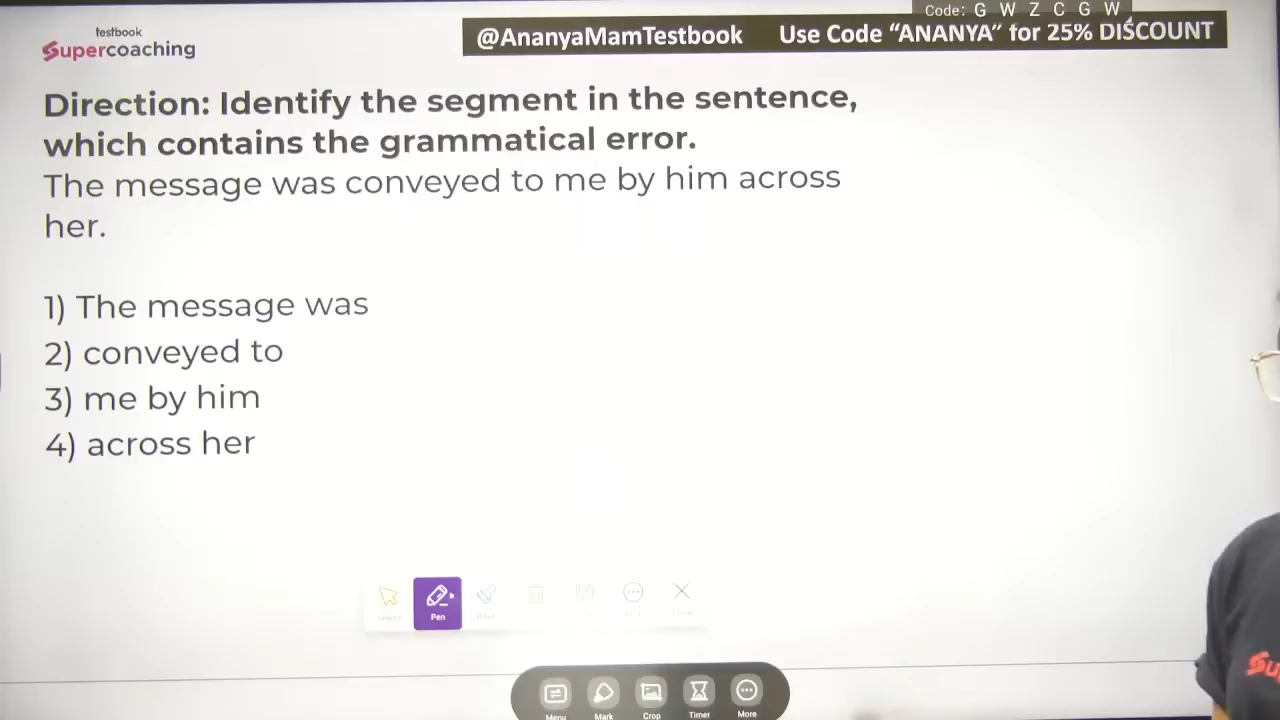 Code: G W Z C G W
testbook
Supercoaching
@AnanyaMamTestbook Use Code “ANANYA” for 25% DISCOUNT
Direction: Identify the segment in the sentence,
which contains the grammatical error.
The message was conveyed to me by him across
her.
1) The message was
2) conveyed to
3) me by him
4) across her
Pen
Su
Menu Mark Crop Timer More